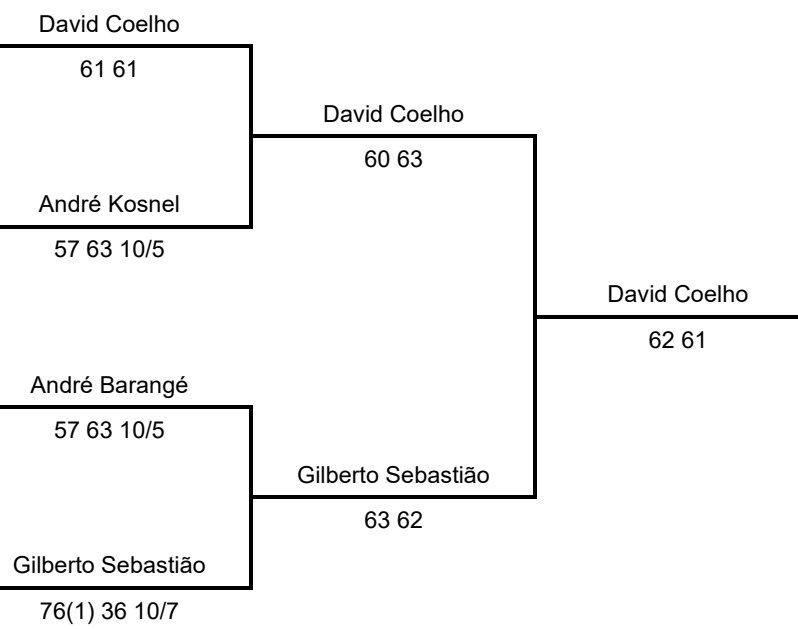 David Coelho
61 61
David Coelho
60 63
André Kosnel
57 63 10/5
David Coelho
62 61
André Barangé
57 63 10/5
Gilberto Sebastião
63 62
Gilberto Sebastião
76(1) 36 10/7